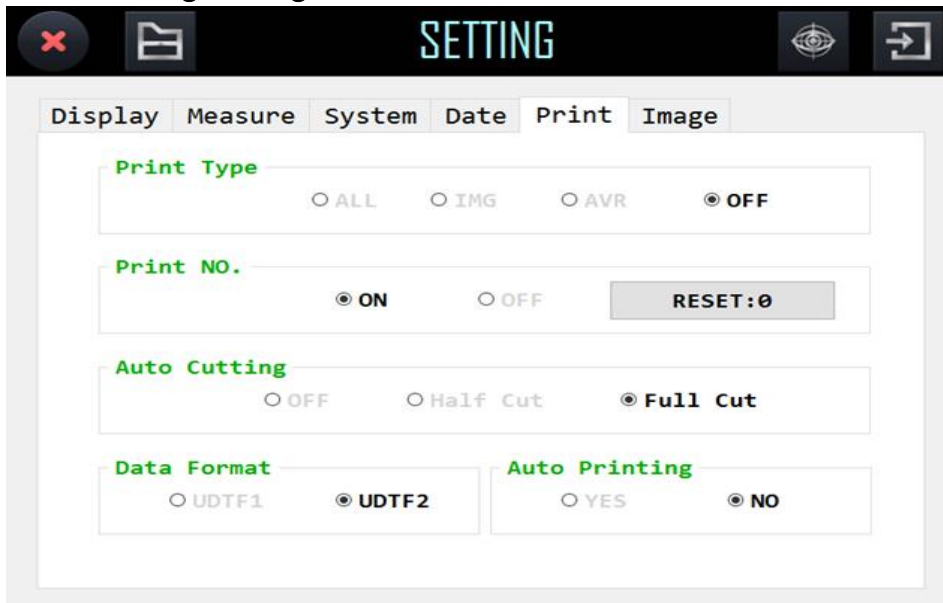 SETTING
Display Measure System Date Print Image
Print Type
ALL IMG AVR OFF
Print NO.
ON OFF RESET:0
Auto Cutting
OFF Half Cut Full Cut
Data Format Auto Printing
UDTF1 UDTF2 YES NO